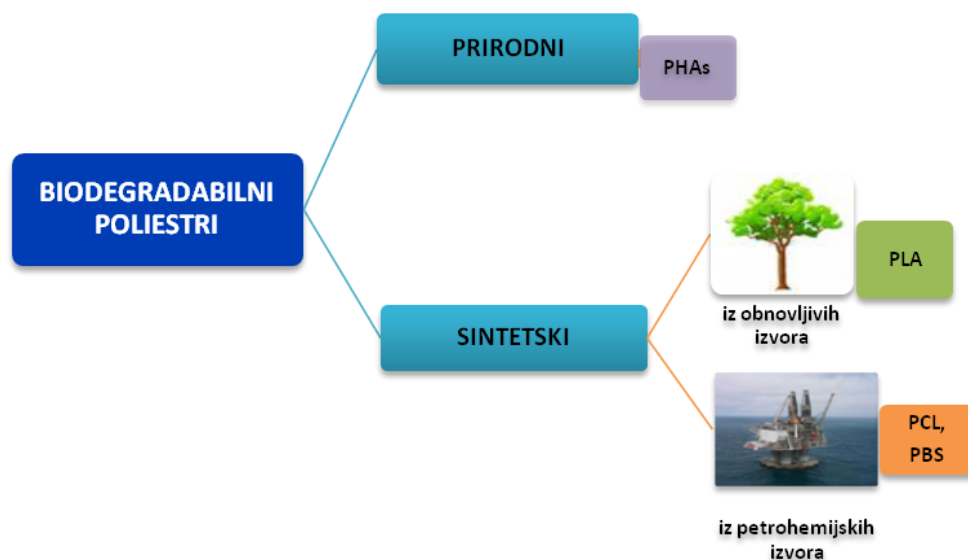 PRIRODNI
PHAs
BIODEGRADABILNI
POLIESTRI
PLA
iz obnovljivih
izvora
SINTETSKI
PCL,
PBS
iz petrohemijskih
izvora